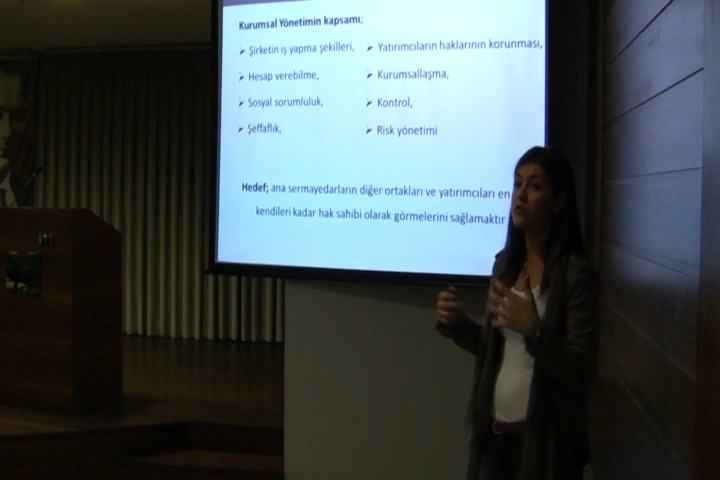 Kurumsal Yönetimin kapsamı;
➤ Şirketin iş yapma şekilleri, ➤ Yatırımcıların haklarının korunması,
➤ Hesap verebilme, ➤ Kurumsallaşma,
➤ Sosyal sorumluluk, ➤ Kontrol,
➤ Şeffaflık, ➤ Risk yönetimi
Hedef; ana sermayedarların diğer ortakları ve yatırımcıları en
kendileri kadar hak sahibi olarak görmelerini sağlamaktır